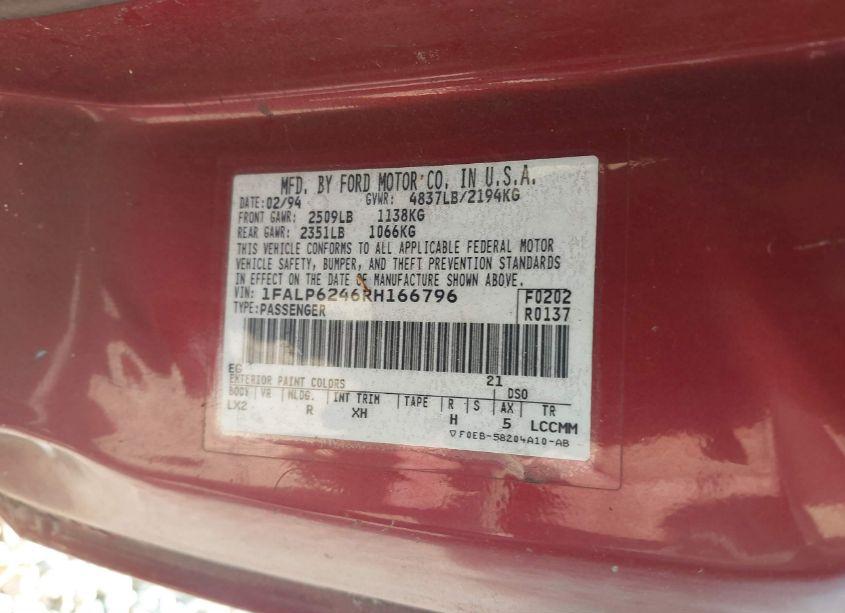 MFD. BY FORD MOTOR CO. IN U.S.A.
DATE: 02/94 GVWR: 4837LB/2194KG
FRONT GAWR: 2509LB 1138KG
REAR GAWR: 2351LB 1066KG
THIS VEHICLE CONFORMS TO ALL APPLICABLE FEDERAL MOTOR
VEHICLE SAFETY, BUMPER, AND THEFT PREVENTION STANDARDS
IN EFFECT ON THE DATE OF MANUFACTURE SHOWN ABOVE.
VIN: 1FALP6246RH166796 F0202
TYPE: PASSENGER R0137
EG 21
EXTERIOR PAINT COLORS DSO
BODY VR MLDG. INT TRIM TAPE R S AX TR
LX2 R XH H 5 LCCMM
▽F0EB-58204A10-AB